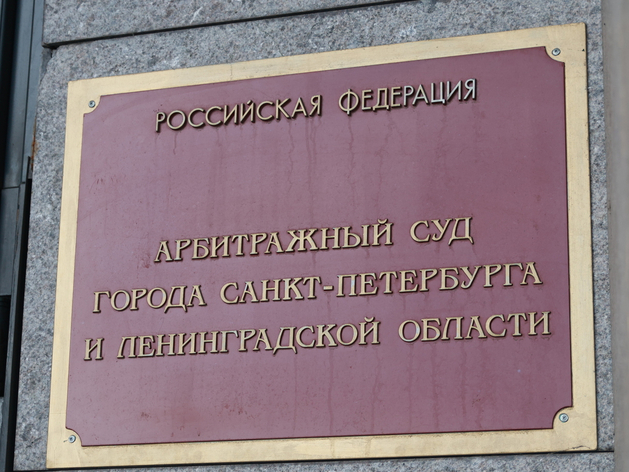 РОССИЙСКАЯ ФЕДЕРАЦИЯ
АРБИТРАЖНЫЙ СУД
ГОРОДА САНКТ-ПЕТЕРБУРГА
И ЛЕНИНГРАДСКОЙ ОБЛАСТИ